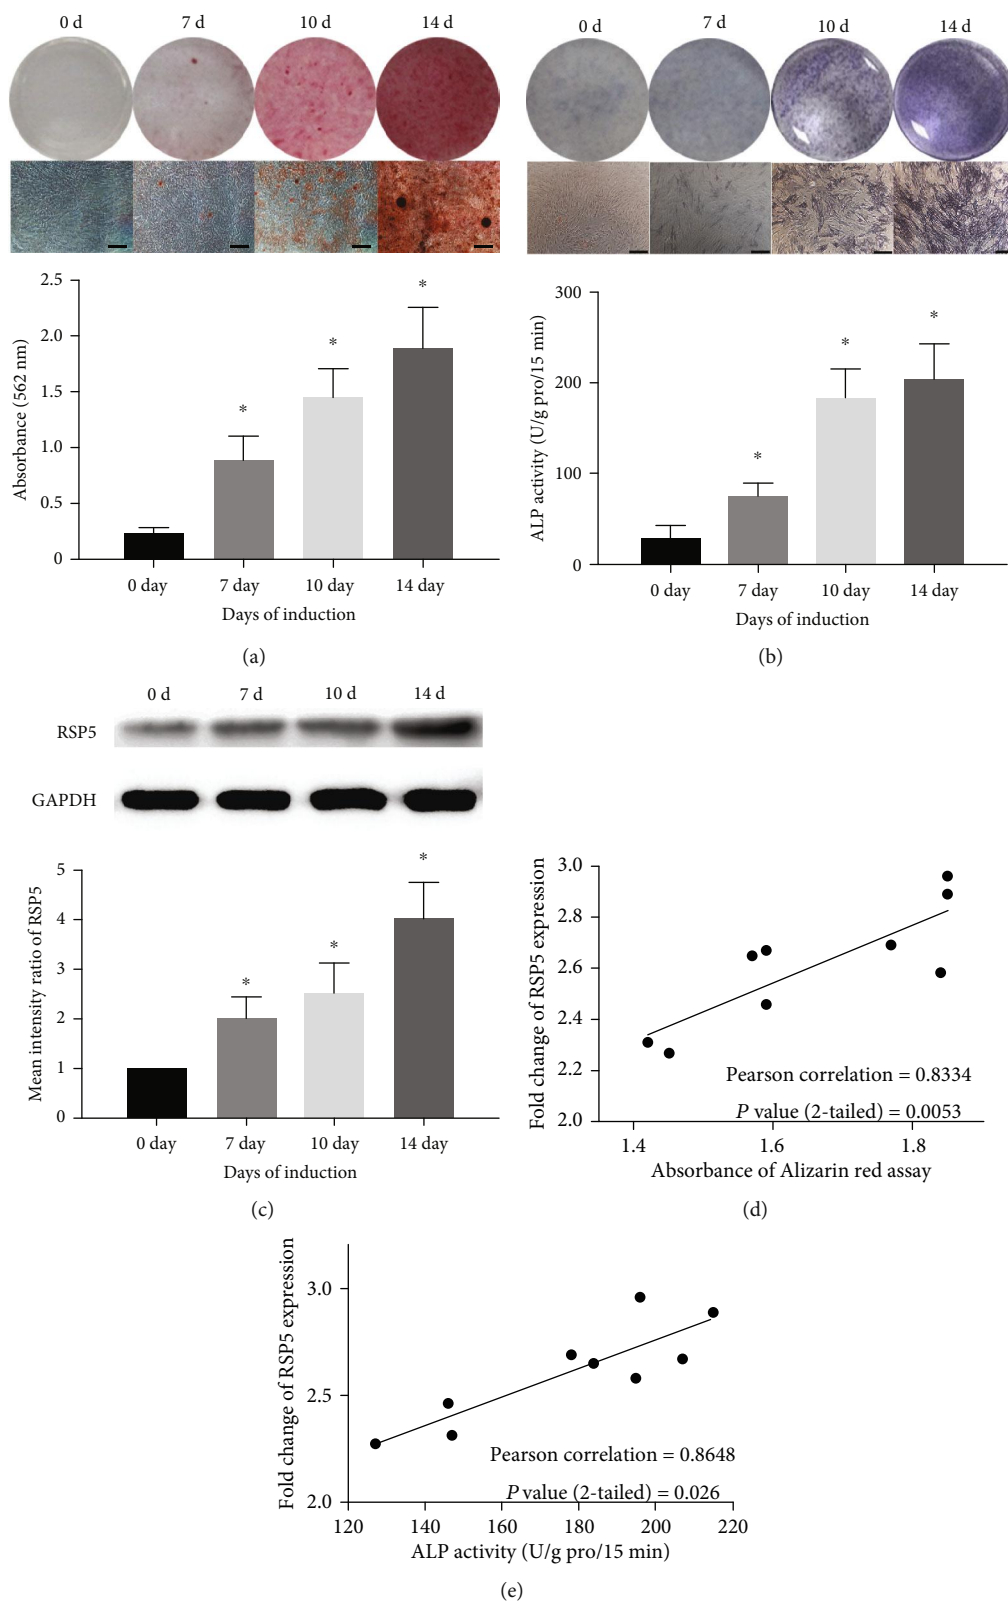 0 d 7 d 10 d 14 d
2.5
2.0
1.5
1.0
0.5
0
Absorbance (562 nm)
* * *
0 day 7 day 10 day 14 day
Days of induction
(a)
0 d 7 d 10 d 14 d
300
200
100
0
ALP activity (U/g pro/15 min)
* * *
0 day 7 day 10 day 14 day
Days of induction
(b)
0 d 7 d 10 d 14 d
RSP5
GAPDH
5
4
3
2
1
0
Mean intensity ratio of RSP5
* * *
0 day 7 day 10 day 14 day
Days of induction
(c)
3.0
2.8
2.6
2.4
2.2
2.0
Fold change of RSP5 expression
Pearson correlation = 0.8334
P value (2-tailed) = 0.0053
1.4 1.6 1.8
Absorbance of Alizarin red assay
(d)
3.0
2.5
2.0
Fold change of RSP5 expression
Pearson correlation = 0.8648
P value (2-tailed) = 0.026
120 140 160 180 200 220
ALP activity (U/g pro/15 min)
(e)